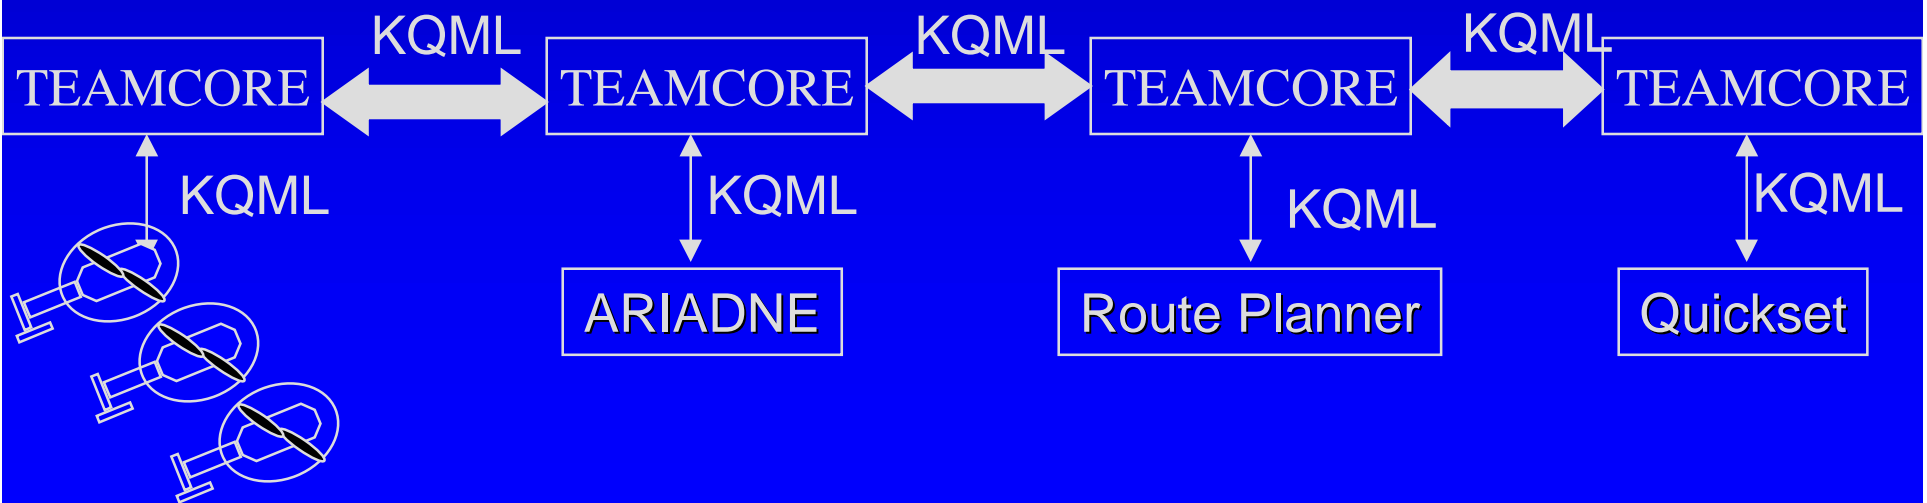 KQML KQML KQML
TEAMCORE TEAMCORE TEAMCORE TEAMCORE
KQML KQML KQML KQML
ARIADNE Route Planner Quickset